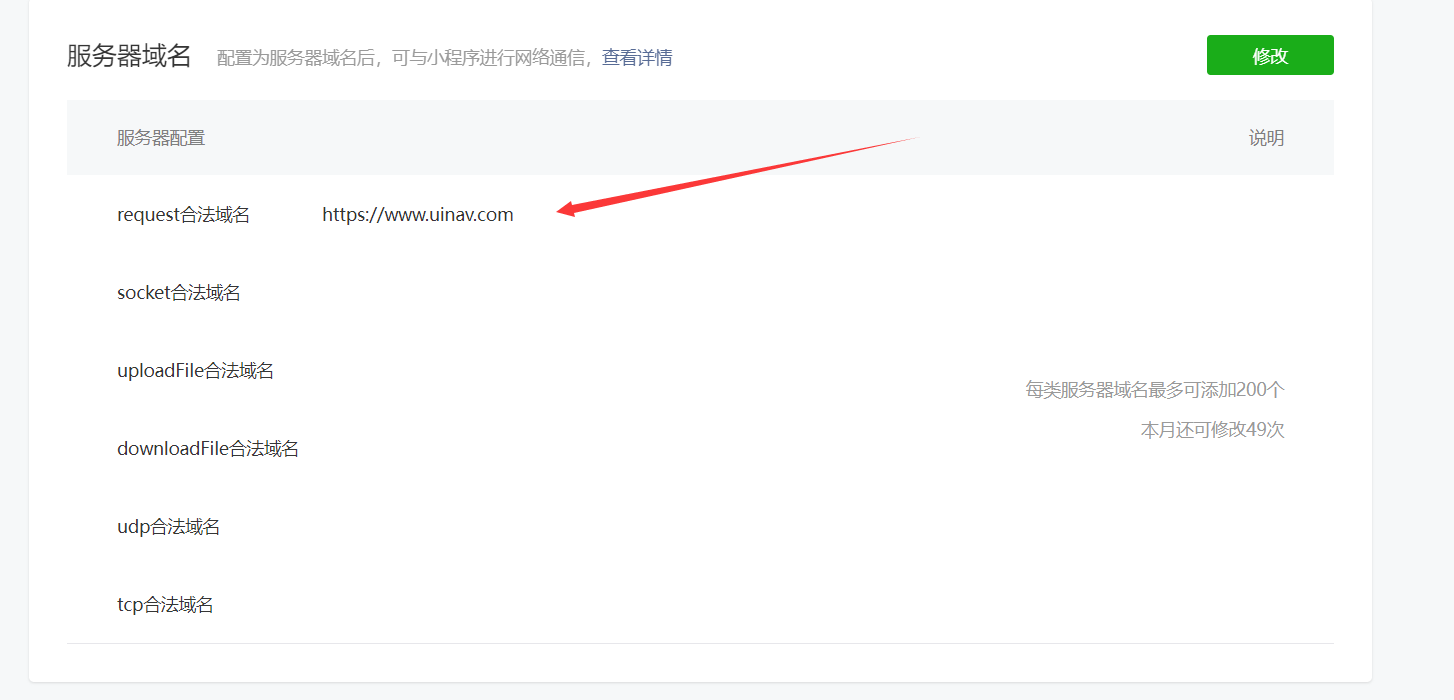 服务器域名 配置为服务器域名后，可与小程序进行网络通信，查看详情 修改
服务器配置 说明
request合法域名 https://www.uinav.com
socket合法域名
uploadFile合法域名
每类服务器域名最多可添加200个
本月还可修改49次
downloadFile合法域名
udp合法域名
tcp合法域名